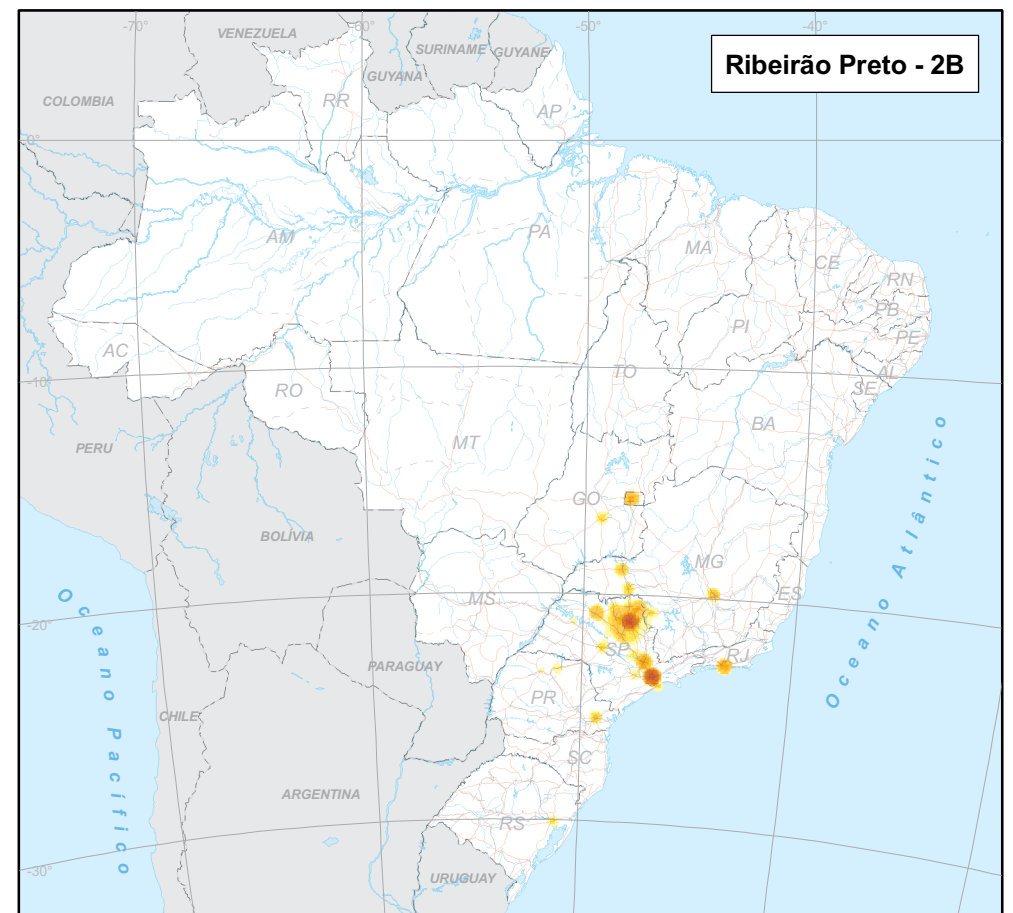 -70°
-60°
-50°
-40°
VENEZUELA
SURINAME
GUYANE
Ribeirão Preto - 2B
GUYANA
COLOMBIA
RR
AP
0°
AM
PA
MA
CE
RN
PB
PI
PE
AC
TO
AL
-10°
RO
SE
BA
MT
PERU
GO
BOLÍVIA
MG
Oceano Atlântico
ES
MS
-20°
SP
RJ
PARAGUAY
PR
Oceano Pacífico
CHILE
SC
ARGENTINA
RS
-30°
URUGUAY